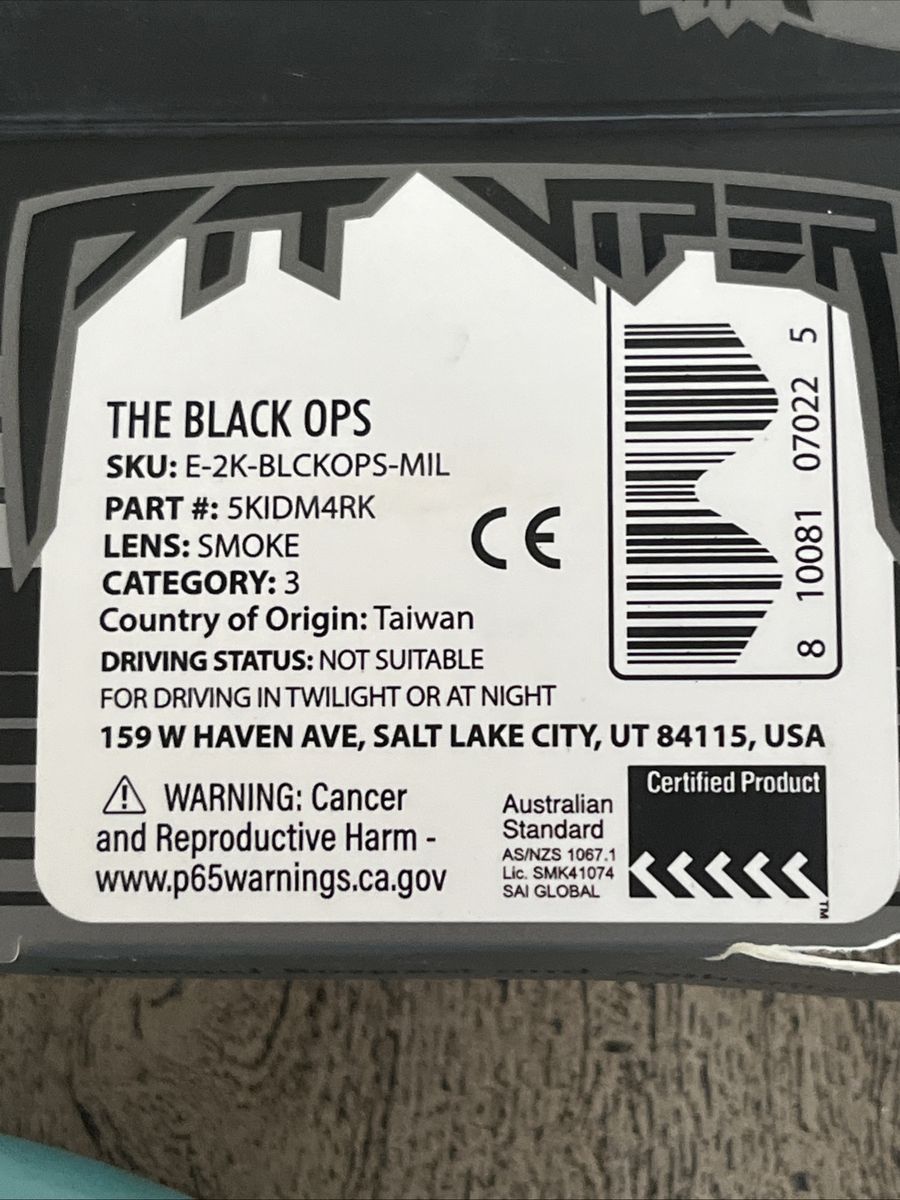 PIT VIPER
THE BLACK OPS
SKU: E-2K-BLCKOPS-MIL
PART #: 5KIDM4RK
LENS: SMOKE
CATEGORY: 3
Country of Origin: Taiwan
DRIVING STATUS: NOT SUITABLE
FOR DRIVING IN TWILIGHT OR AT NIGHT
159 W HAVEN AVE, SALT LAKE CITY, UT 84115, USA
CE
8 10081 07022 5
⚠ WARNING: Cancer
and Reproductive Harm -
www.p65warnings.ca.gov
Australian
Standard
AS/NZS 1067.1
Lic. SMK41074
SAI GLOBAL
Certified Product
TM